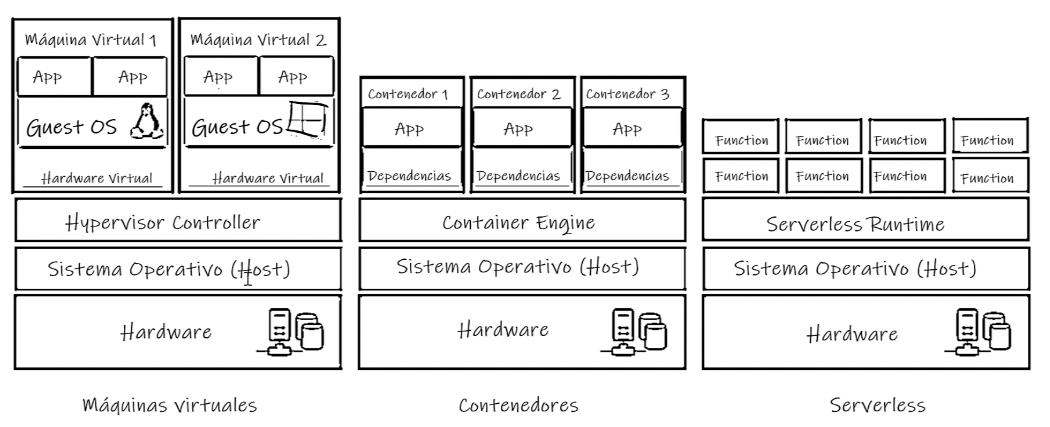 Máquina Virtual 1
App App
Guest OS
Hardware Virtual
Máquina Virtual 2
App App
Guest OS
Hardware Virtual
Hypervisor Controller
Sistema Operativo (Host)
Hardware
Máquinas virtuales
Contenedor 1
App
Dependencias
Contenedor 2
App
Dependencias
Contenedor 3
App
Dependencias
Container Engine
Sistema Operativo (Host)
Hardware
Contenedores
Function Function Function Function
Function Function Function Function
Serverless Runtime
Sistema Operativo (Host)
Hardware
Serverless